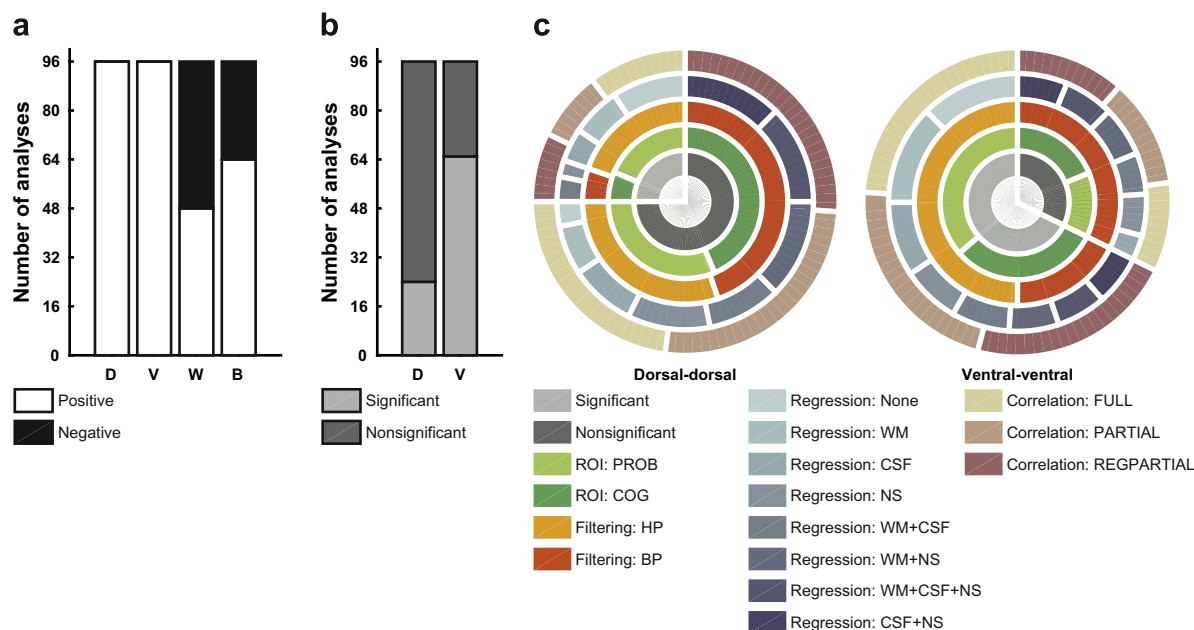 a
Number of analyses
96
80
64
48
32
16
0
D V W B
Positive
Negative
b
Number of analyses
96
80
64
48
32
16
0
D V
Significant
Nonsignificant
c
Dorsal-dorsal
Ventral-ventral
Significant
Nonsignificant
ROI: PROB
ROI: COG
Filtering: HP
Filtering: BP
Regression: None
Regression: WM
Regression: CSF
Regression: NS
Regression: WM+CSF
Regression: WM+NS
Regression: WM+CSF+NS
Regression: CSF+NS
Correlation: FULL
Correlation: PARTIAL
Correlation: REGPARTIAL